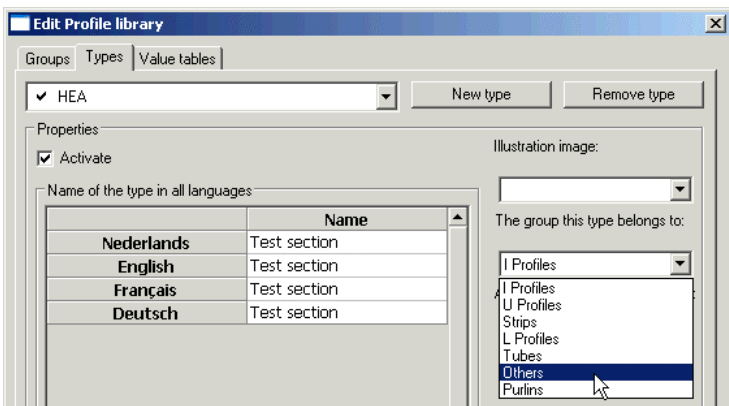 Edit Profile library
Groups Types Value tables
HEA
New type Remove type
Properties
Activate
Illustration image:
Name of the type in all languages
The group this type belongs to:
Name
Nederlands Test section
English Test section
Français Test section
Deutsch Test section
I Profiles
I Profiles
U Profiles
Strips
L Profiles
Tubes
Others
Purlins